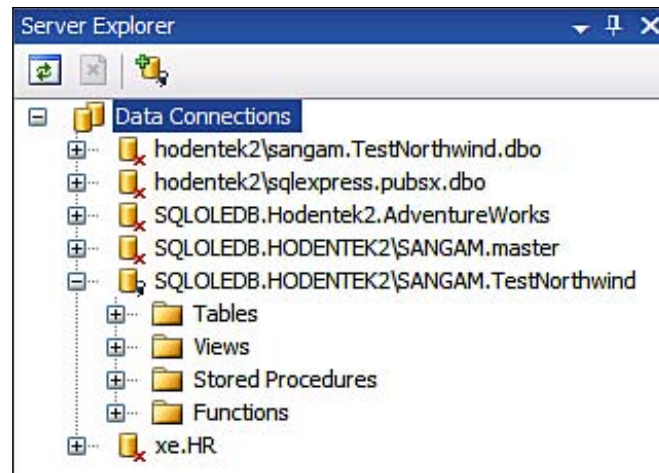 Server Explorer
Data Connections
hodentek2\sangam.TestNorthwind.dbo
hodentek2\sqlexpress.pubsx.dbo
SQLOLEDB.Hodentek2.AdventureWorks
SQLOLEDB.HODENTEK2\SANGAM.master
SQLOLEDB.HODENTEK2\SANGAM.TestNorthwind
Tables
Views
Stored Procedures
Functions
xe.HR